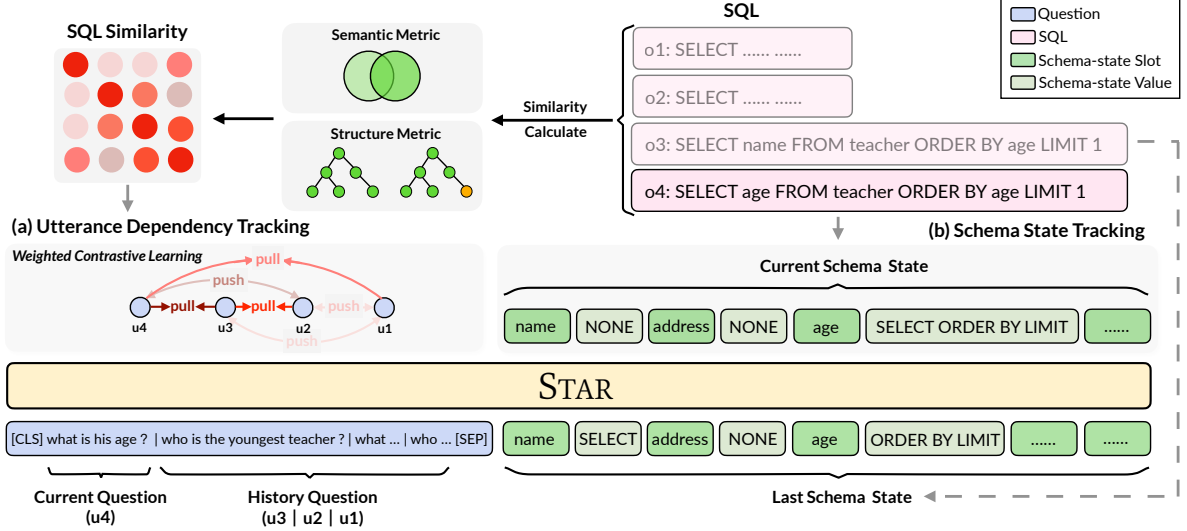 SQL
Question
SQL
Schema-state Slot
Schema-state Value
SQL Similarity
Semantic Metric
Structure Metric
Similarity
Calculate
o1: SELECT ...... ......
o2: SELECT ...... ......
o3: SELECT name FROM teacher ORDER BY age LIMIT 1
o4: SELECT age FROM teacher ORDER BY age LIMIT 1
(a) Utterance Dependency Tracking
(b) Schema State Tracking
Weighted Contrastive Learning
pull
push
pull pull push
u4 u3 u2 u1
push
Current Schema State
name NONE address NONE age SELECT ORDER BY LIMIT ......
STAR
[CLS] what is his age ? | who is the youngest teacher ? | what ... | who ... [SEP]
name SELECT address NONE age ORDER BY LIMIT ...... ......
Current Question
(u4)
History Question
(u3 | u2 | u1)
Last Schema State